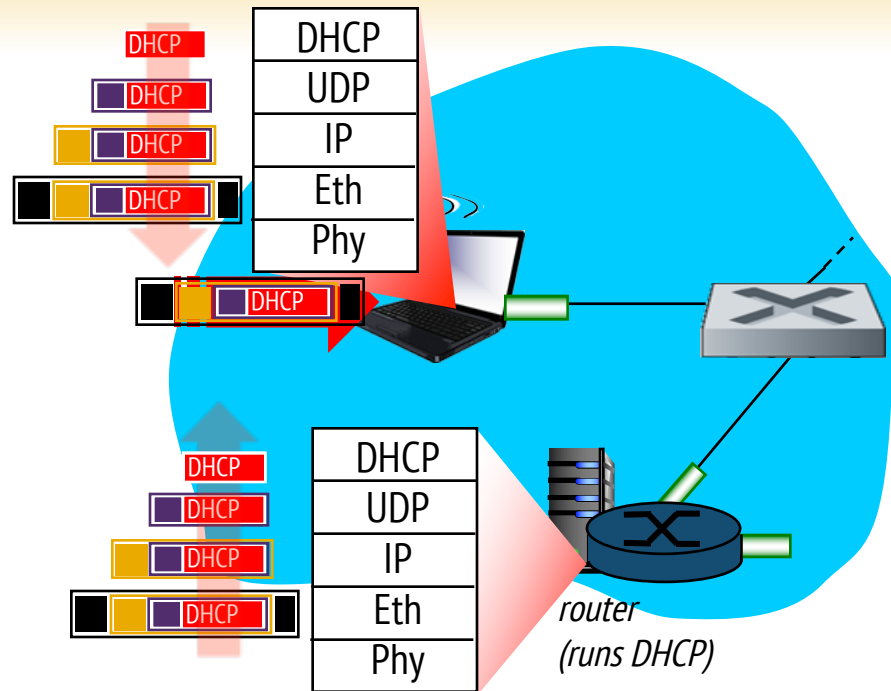 DHCP
DHCP
DHCP
DHCP
DHCP
UDP
IP
Eth
Phy
DHCP
DHCP
DHCP
DHCP
DHCP
DHCP
UDP
IP
Eth
Phy
router
(runs DHCP)